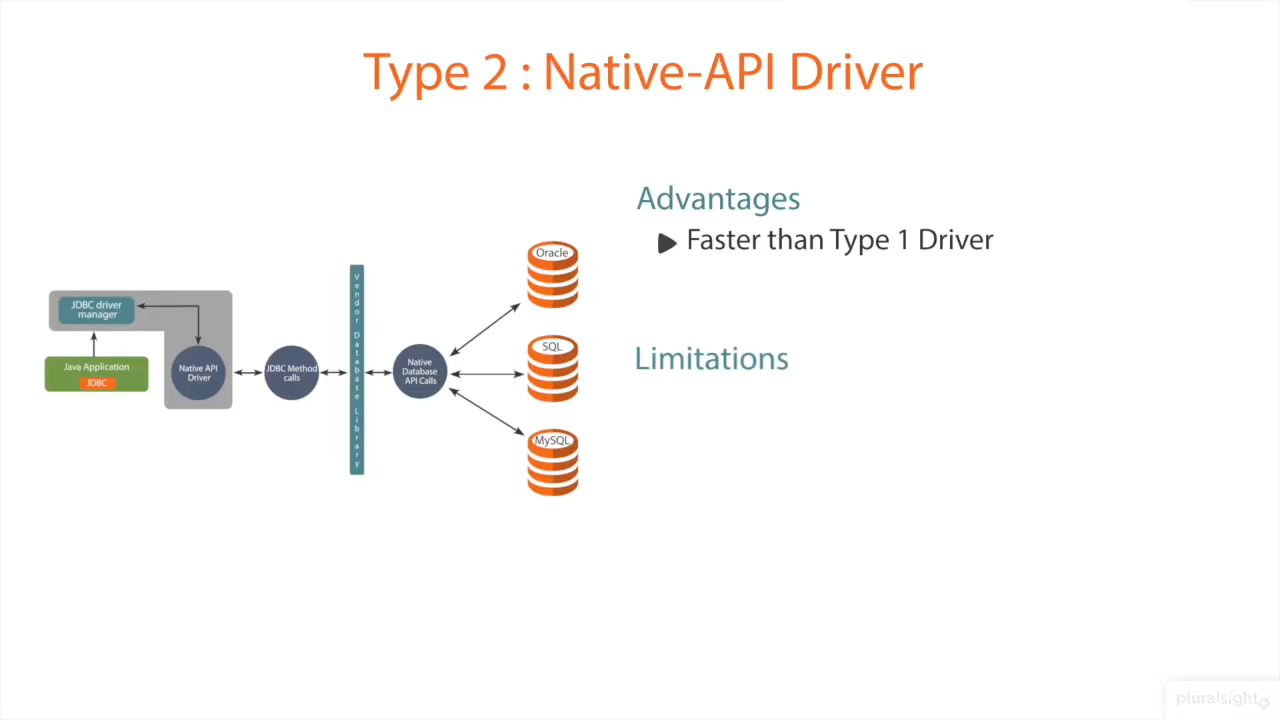 Type 2 : Native-API Driver
Advantages
Faster than Type 1 Driver
Limitations
JDBC driver
manager
Java Application
JDBC
Native API
Driver
JDBC Method
calls
Vendor Database Library
Native
Database
API Calls
Oracle
SQL
MySQL
pluralsight